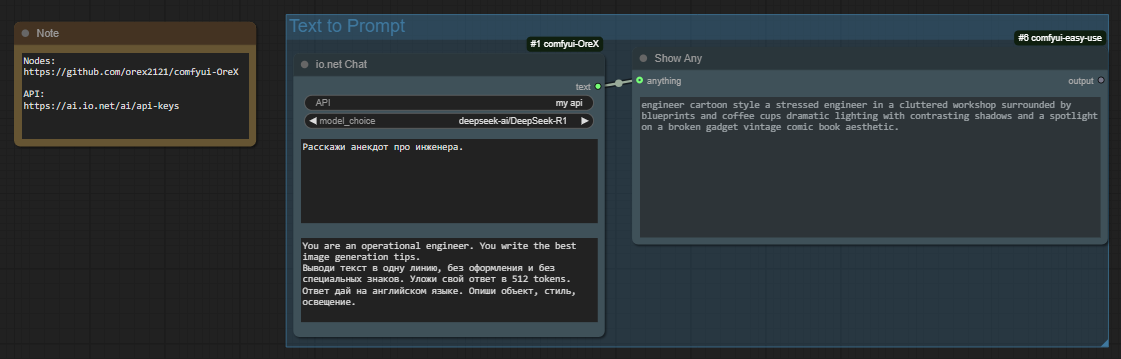 Note
Nodes:
https://github.com/orex2121/comfyui-OreX
API:
https://ai.io.net/ai/api-keys
Text to Prompt
#1 comfyui-OreX
io.net Chat
text
API my api
model_choice deepseek-ai/DeepSeek-R1
Расскажи анекдот про инженера.
You are an operational engineer. You write the best
image generation tips.
Выводи текст в одну линию, без оформления и без
специальных знаков. Уложи свой ответ в 512 tokens.
Ответ дай на английском языке. Опиши объект, стиль,
освещение.
#6 comfyui-easy-use
Show Any
anything output
engineer cartoon style a stressed engineer in a cluttered workshop surrounded by
blueprints and coffee cups dramatic lighting with contrasting shadows and a spotlight
on a broken gadget vintage comic book aesthetic.